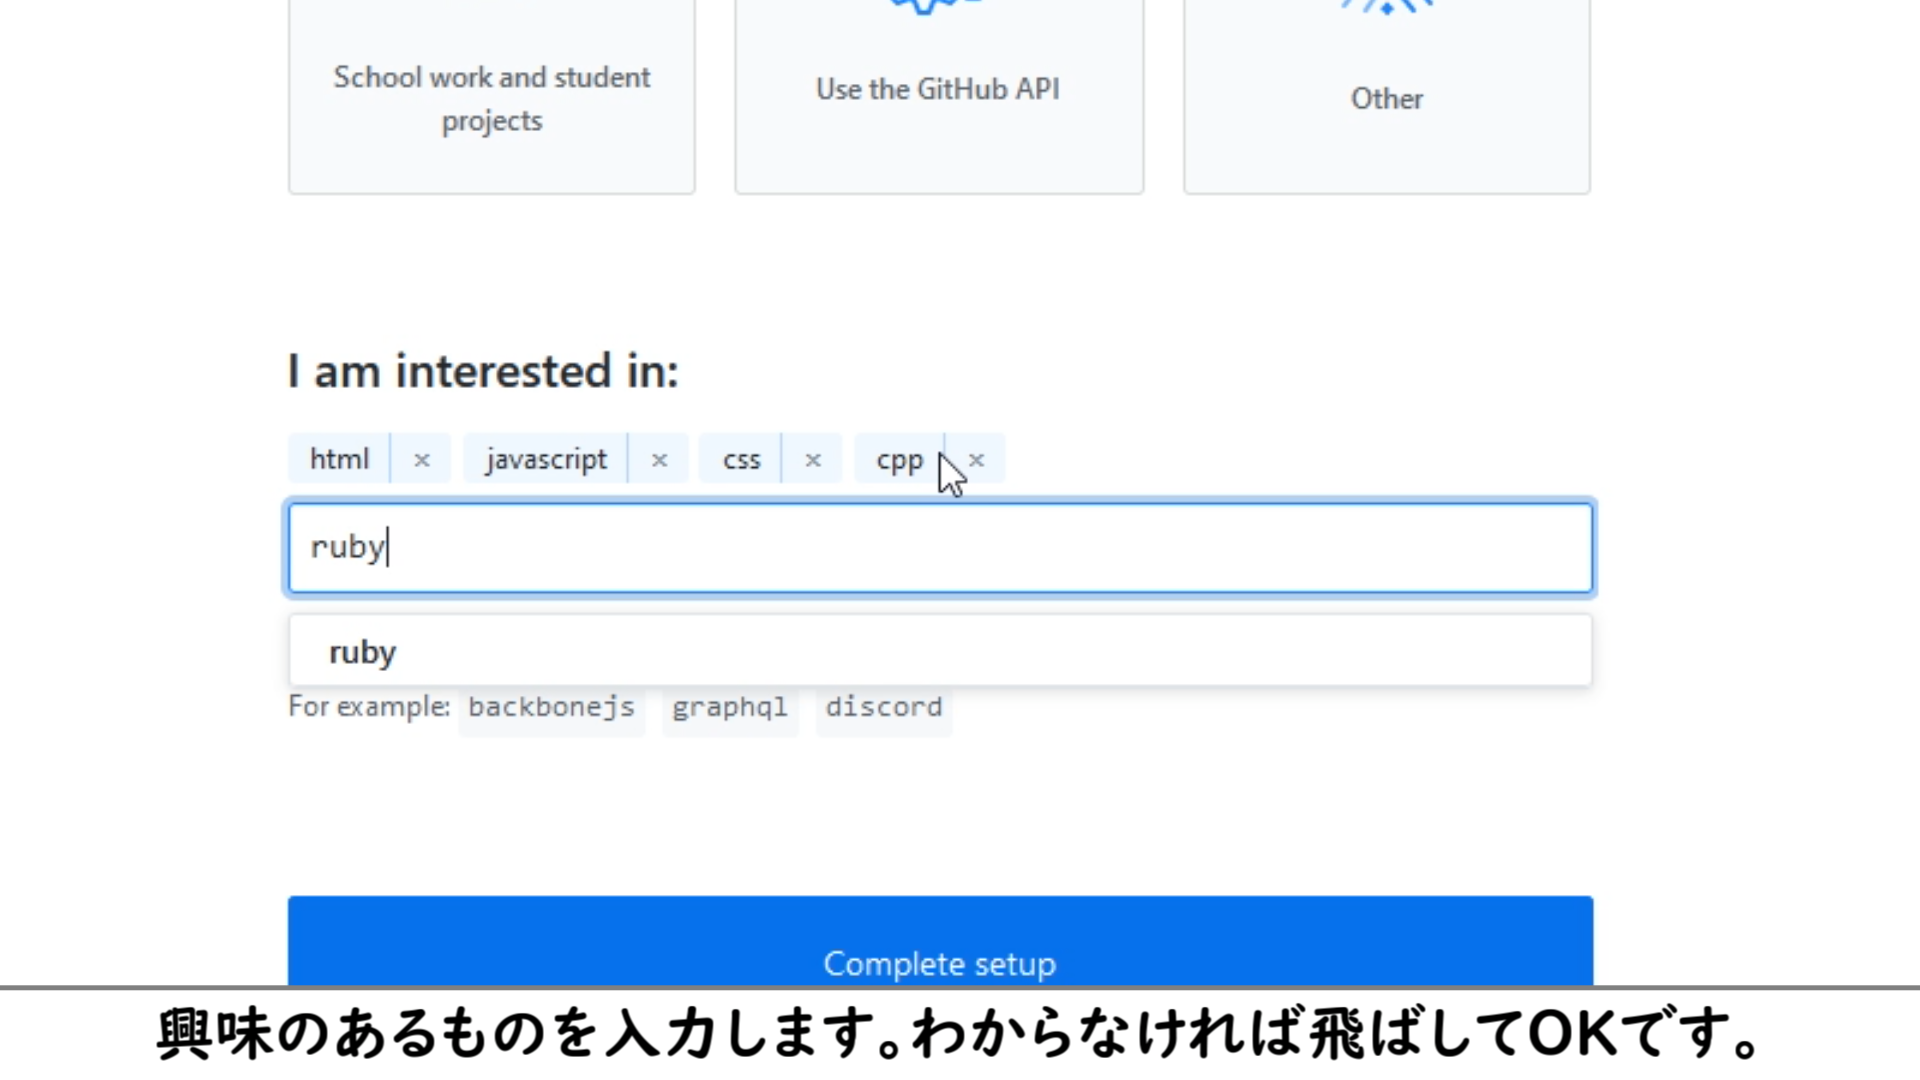 School work and student
projects
Use the GitHub API
Other
I am interested in:
html × javascript × css × cpp ×
ruby
ruby
For example: backbonejs graphql discord
Complete setup
興味のあるものを入力します。わからなければ飛ばしてOKです。